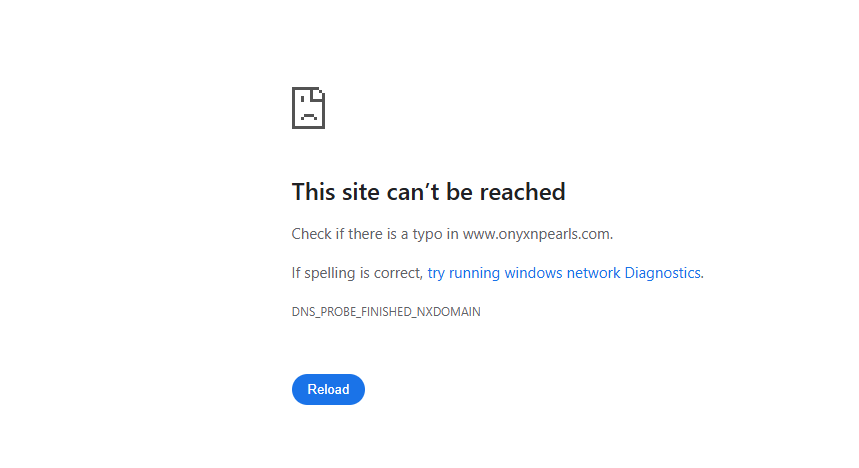 This site can’t be reached
Check if there is a typo in www.onyxnpearls.com.
If spelling is correct, try running windows network Diagnostics.
DNS_PROBE_FINISHED_NXDOMAIN
Reload